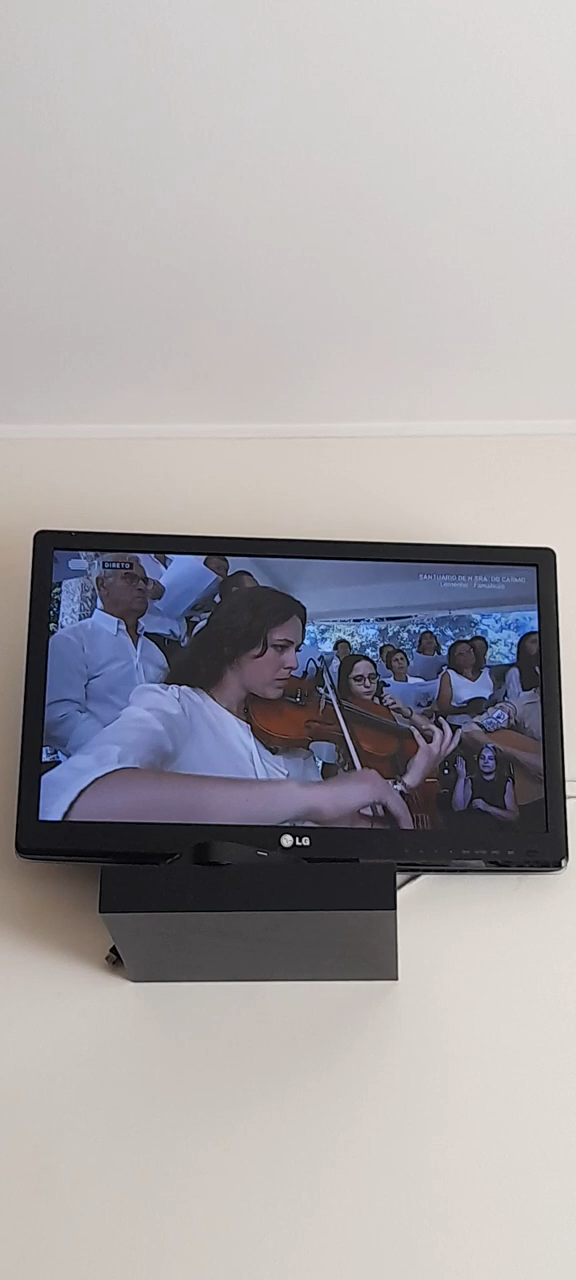 DIRETO
SANTUÁRIO DE N SRA. DO CARMO
Lemenhe - Famalicão
LG